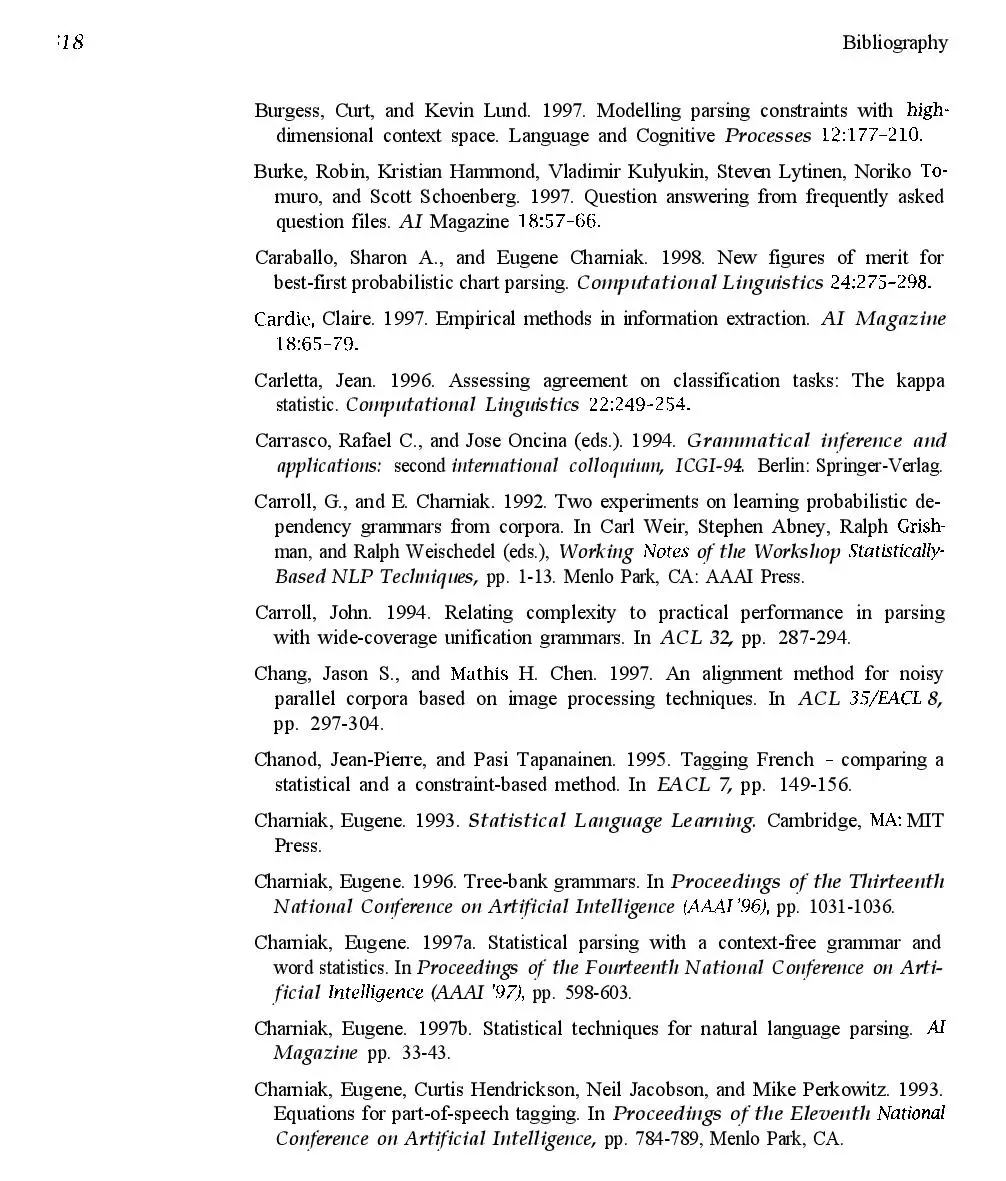 :18 Bibliography
Burgess, Curt, and Kevin Lund. 1997. Modelling parsing constraints with high-
dimensional context space. Language and Cognitive Processes 12:177–210.
Burke, Robin, Kristian Hammond, Vladimir Kulyukin, Steven Lytinen, Noriko To-
muro, and Scott Schoenberg. 1997. Question answering from frequently asked
question files. AI Magazine 18:57–66.
Caraballo, Sharon A., and Eugene Charniak. 1998. New figures of merit for
best-first probabilistic chart parsing. Computational Linguistics 24:275–298.
Cardie, Claire. 1997. Empirical methods in information extraction. AI Magazine
18:65–79.
Carletta, Jean. 1996. Assessing agreement on classification tasks: The kappa
statistic. Computational Linguistics 22:249–254.
Carrasco, Rafael C., and Jose Oncina (eds.). 1994. Grammatical inference and
applications: second international colloquium, ICGI-94. Berlin: Springer-Verlag.
Carroll, G., and E. Charniak. 1992. Two experiments on learning probabilistic de-
pendency grammars from corpora. In Carl Weir, Stephen Abney, Ralph Grish-
man, and Ralph Weischedel (eds.), Working Notes of the Workshop Statistically-
Based NLP Techniques, pp. 1-13. Menlo Park, CA: AAAI Press.
Carroll, John. 1994. Relating complexity to practical performance in parsing
with wide-coverage unification grammars. In ACL 32, pp. 287-294.
Chang, Jason S., and Mathis H. Chen. 1997. An alignment method for noisy
parallel corpora based on image processing techniques. In ACL 35/EACL 8,
pp. 297-304.
Chanod, Jean-Pierre, and Pasi Tapanainen. 1995. Tagging French – comparing a
statistical and a constraint-based method. In EACL 7, pp. 149-156.
Charniak, Eugene. 1993. Statistical Language Learning. Cambridge, MA: MIT
Press.
Charniak, Eugene. 1996. Tree-bank grammars. In Proceedings of the Thirteenth
National Conference on Artificial Intelligence (AAAI '96), pp. 1031-1036.
Charniak, Eugene. 1997a. Statistical parsing with a context-free grammar and
word statistics. In Proceedings of the Fourteenth National Conference on Arti-
ficial Intelligence (AAAI '97), pp. 598-603.
Charniak, Eugene. 1997b. Statistical techniques for natural language parsing. AI
Magazine pp. 33-43.
Charniak, Eugene, Curtis Hendrickson, Neil Jacobson, and Mike Perkowitz. 1993.
Equations for part-of-speech tagging. In Proceedings of the Eleventh National
Conference on Artificial Intelligence, pp. 784-789, Menlo Park, CA.